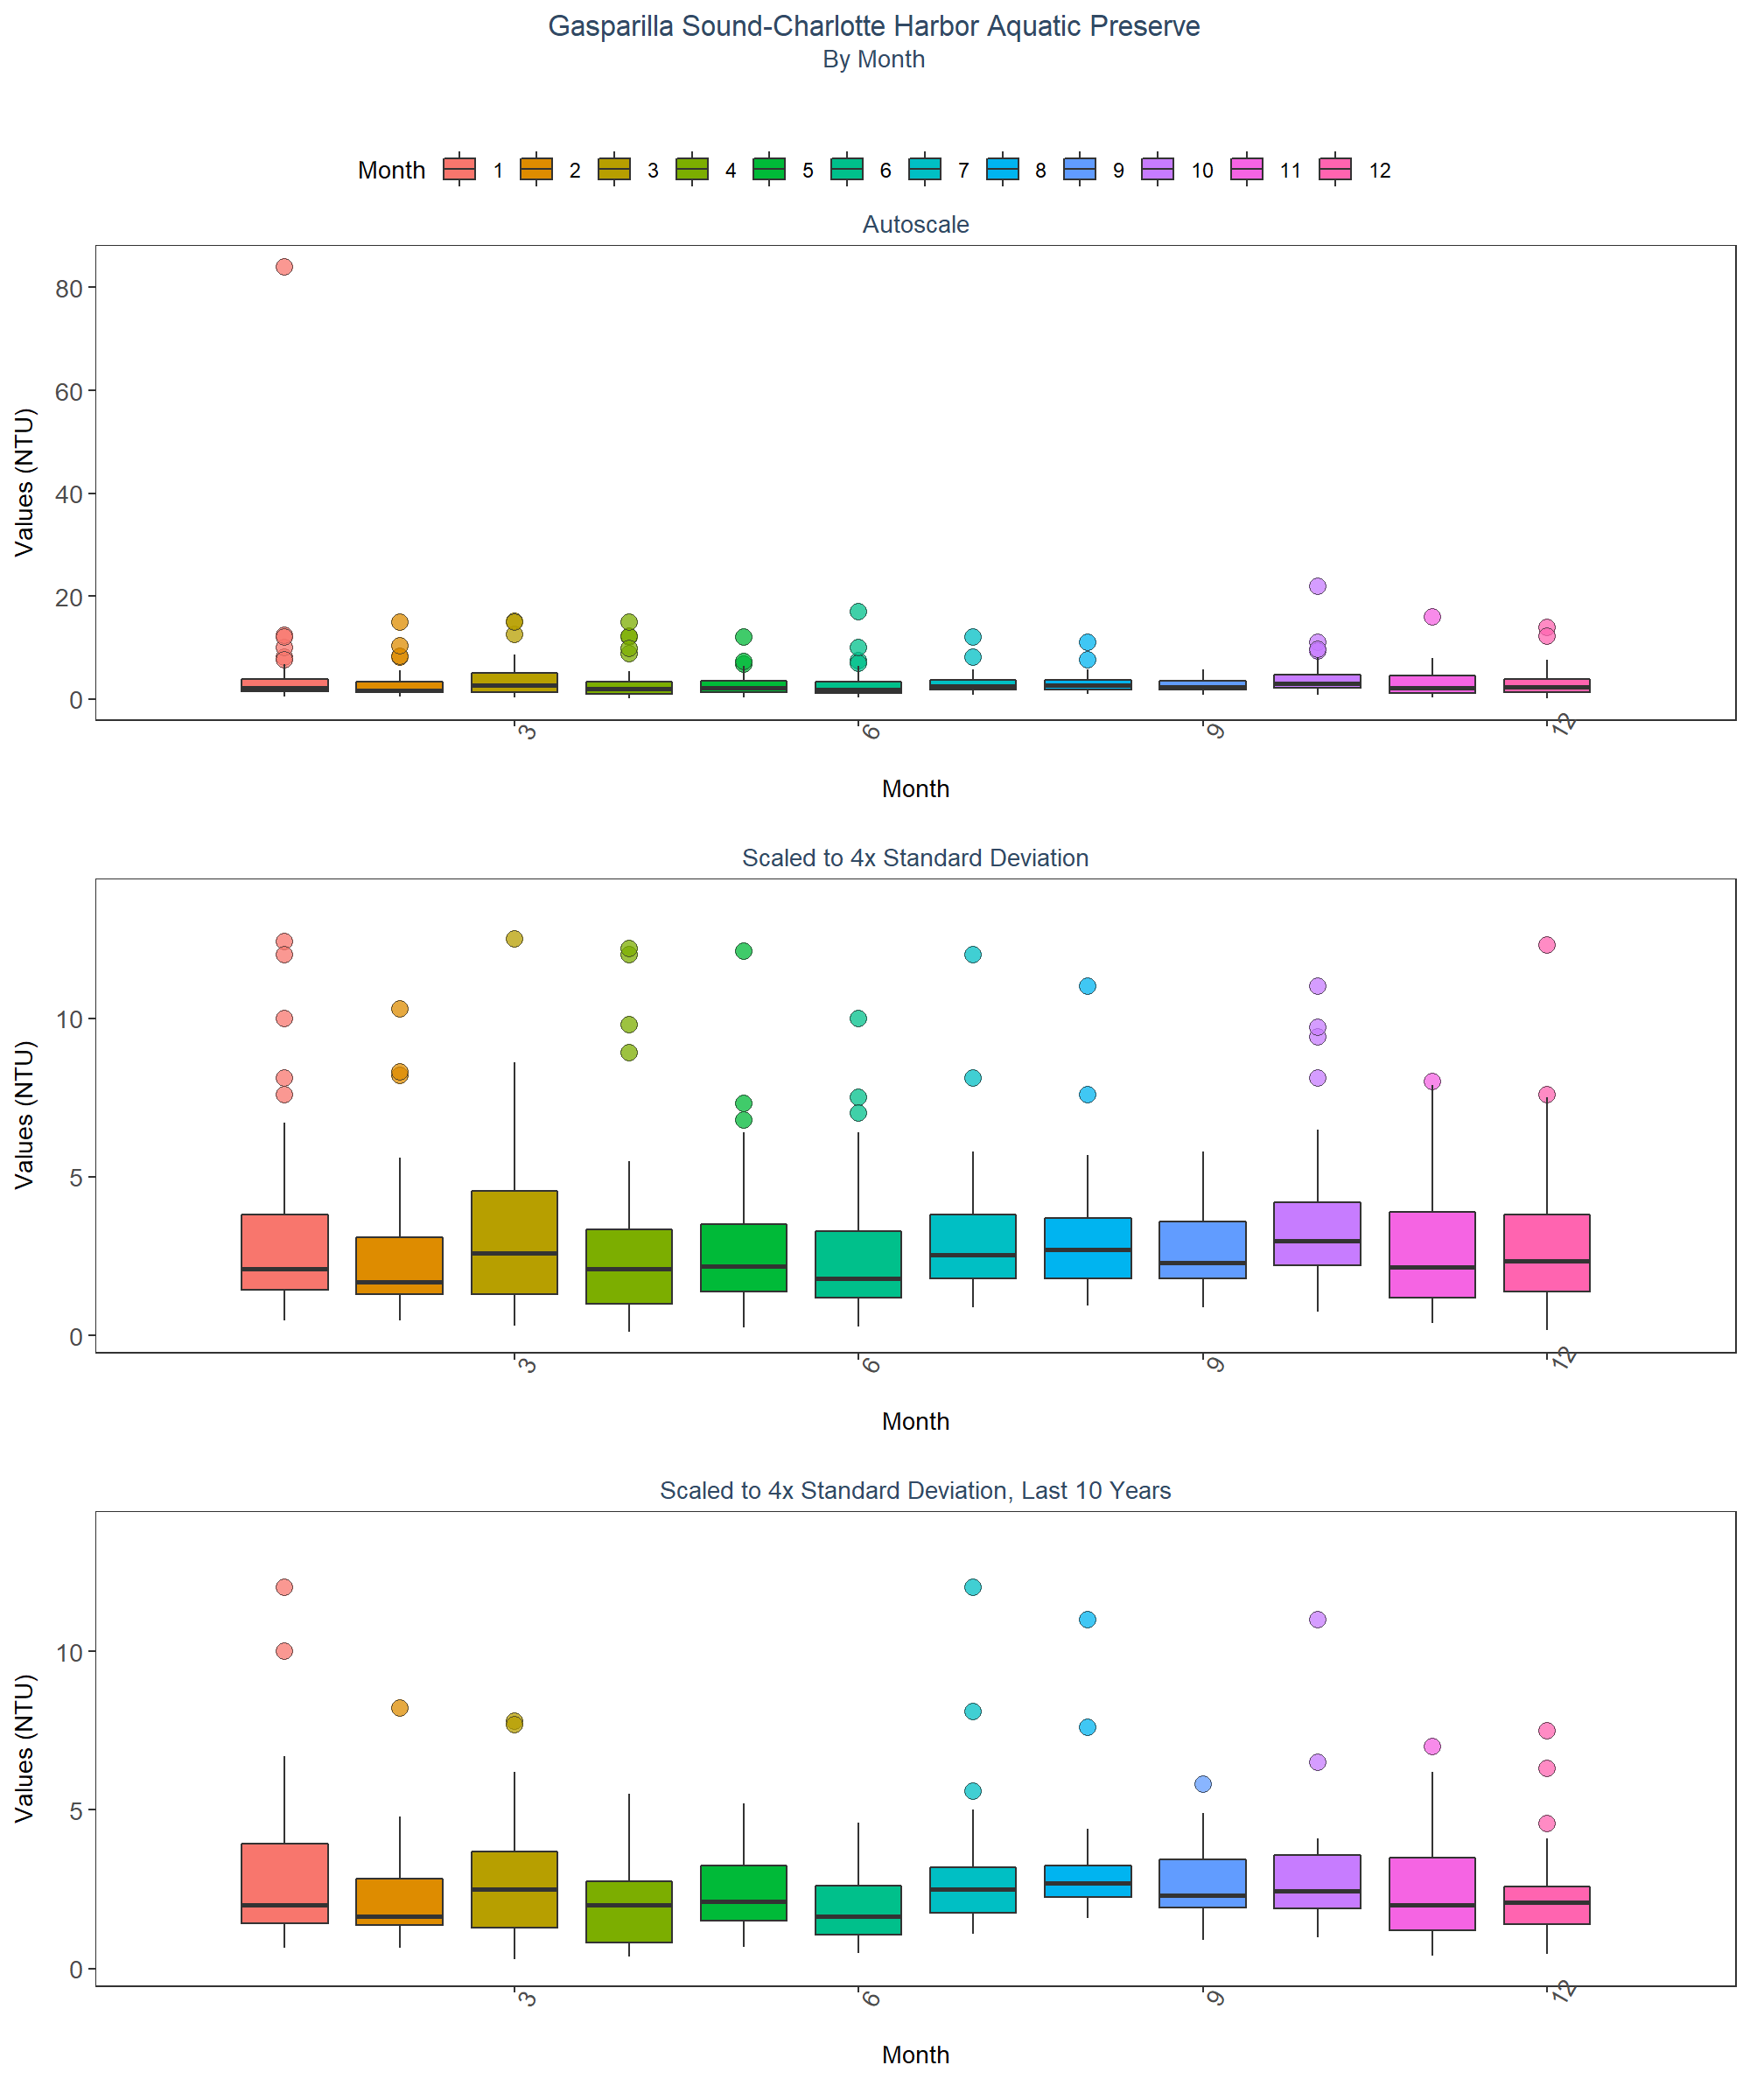 Gasparilla Sound-Charlotte Harbor Aquatic Preserve
By Month
Month 1 2 3 4 5 6 7 8 9 10 11 12
Autoscale
Values (NTU)
80
60
40
20
0
3 6 9 12
Month
Scaled to 4x Standard Deviation
Values (NTU)
10
5
0
3 6 9 12
Month
Scaled to 4x Standard Deviation, Last 10 Years
Values (NTU)
10
5
0
3 6 9 12
Month